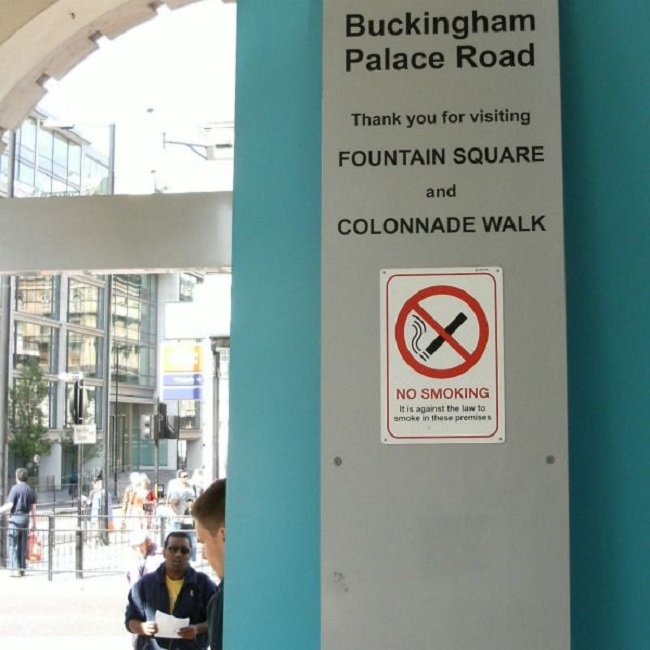 Buckingham
Palace Road
Thank you for visiting
FOUNTAIN SQUARE
and
COLONNADE WALK
NO SMOKING
It is against the law to
smoke in these premises